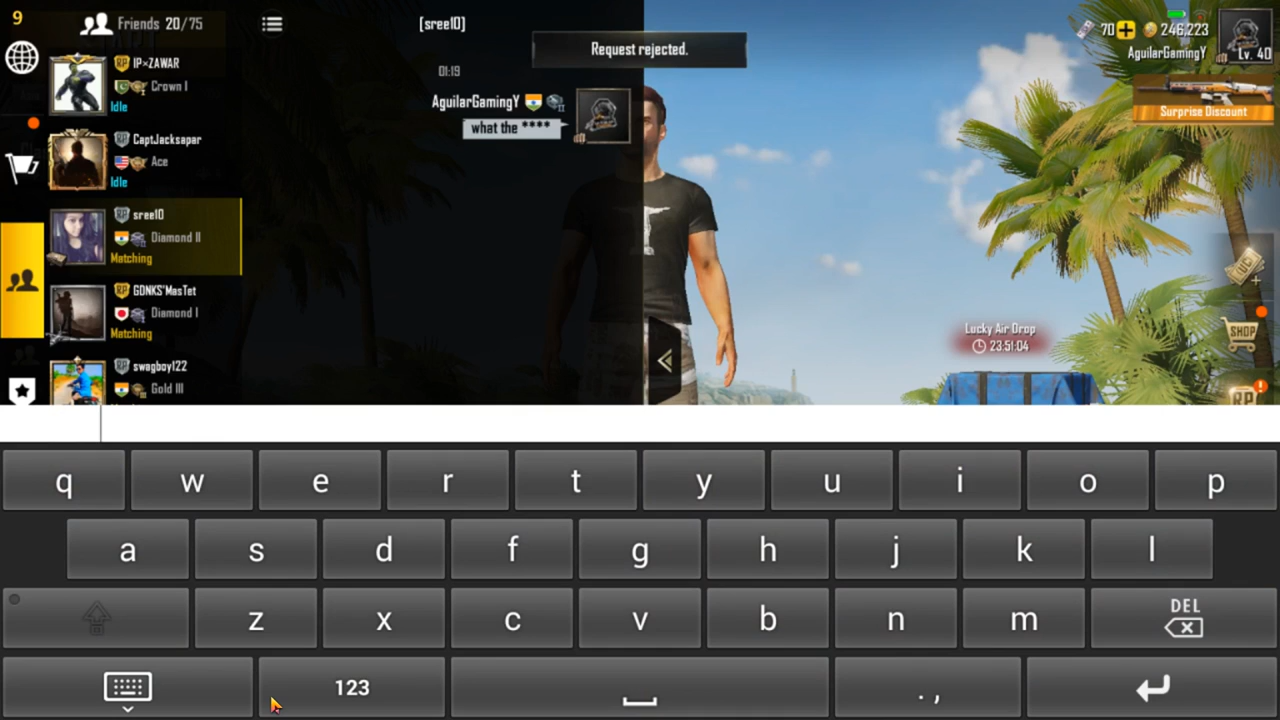 9
Friends 20/75
IP×ZAWAR
Crown I
Idle
CaptJacksapar
Ace
Idle
sree10
Diamond II
Matching
GDNKS'MasTet
Diamond I
Matching
swagboy122
Gold III
[sree10]
01:19
AguilarGamingY
II
what the ****
Request rejected.
70
246,223
AguilarGamingY
Lv. 40
Surprise Discount
UC
Lucky Air Drop
23:51:04
SHOP
RP
q w e r t y u i o p
a s d f g h j k l
z x c v b n m DEL
123 . ,